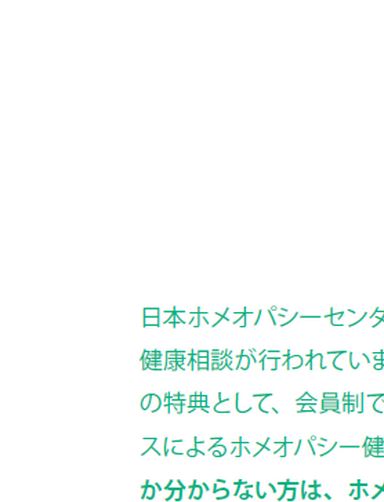 日本ホメオパシーセンタ
健康相談が行われていま
の特典として、会員制で
スによるホメオパシー健
か分からない方は、ホメ